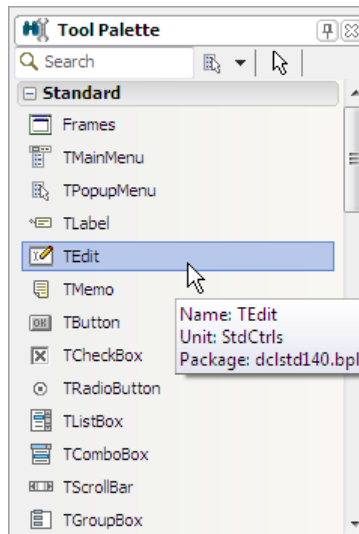 Tool Palette
Search
Standard
Frames
TMainMenu
TPopupMenu
TLabel
TEdit
TMemo
Name: TEdit
Unit: StdCtrls
Package: dclstd140.bpl
OK TButton
TCheckBox
TRadioButton
TListBox
TComboBox
TScrollBar
TGroupBox